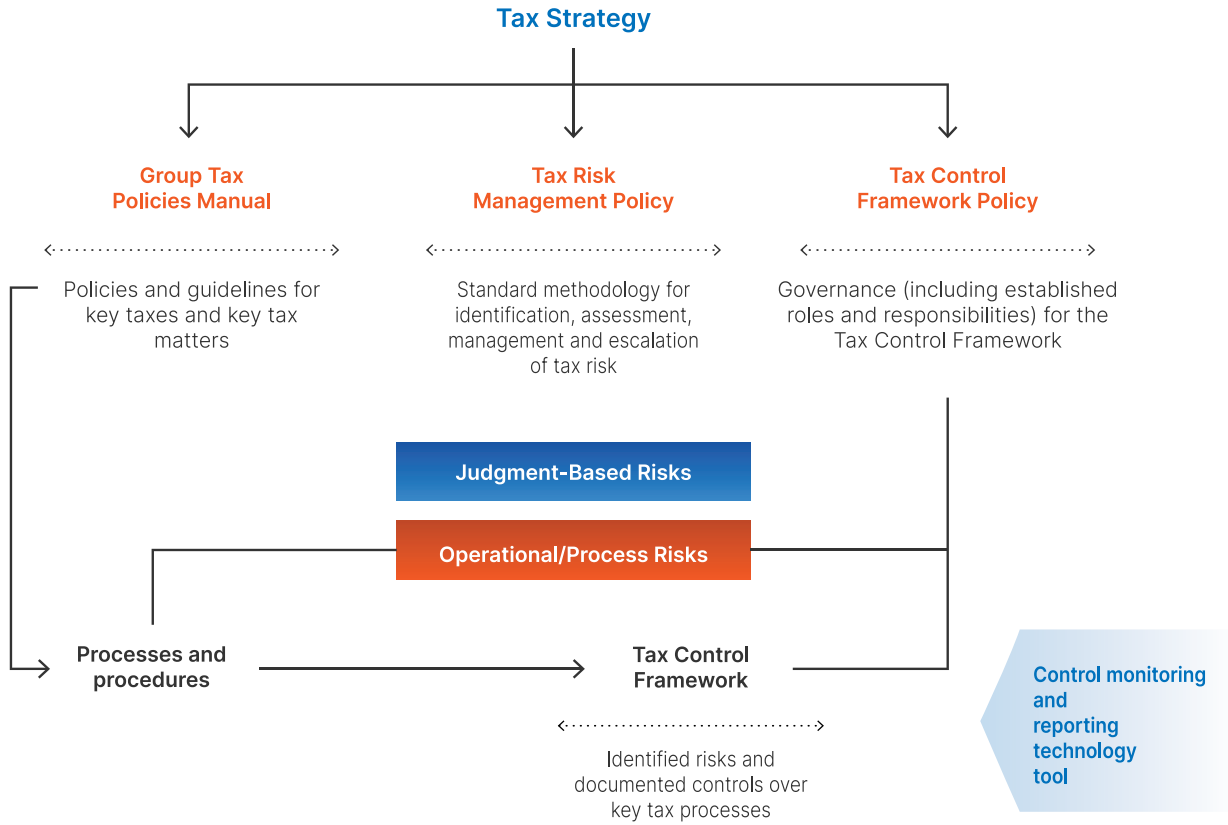 Tax Strategy
Group Tax
Policies Manual
Tax Risk
Management Policy
Tax Control
Framework Policy
Policies and guidelines for
key taxes and key tax
matters
Standard methodology for
identification, assessment,
management and escalation
of tax risk
Governance (including established
roles and responsibilities) for the
Tax Control Framework
Judgment-Based Risks
Operational/Process Risks
Processes and
procedures
Tax Control
Framework
Identified risks and
documented controls over
key tax processes
Control monitoring
and
reporting
technology
tool